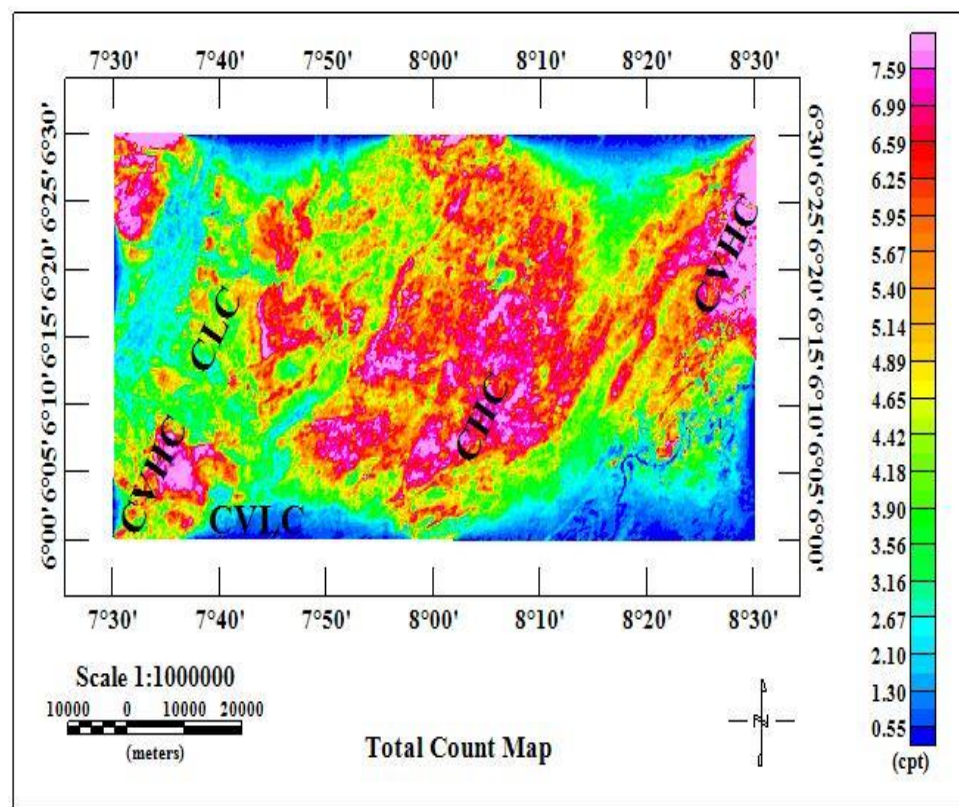 7°30' 7°40' 7°50' 8°00' 8°10' 8°20' 8°30'
6°00' 6°05' 6°10' 6°15' 6°20' 6°25' 6°30'
CLC
CVHC
CVLC
CHC
CVHC
6°30' 6°25' 6°20' 6°15' 6°10' 6°05' 6°00'
7°30' 7°40' 7°50' 8°00' 8°10' 8°20' 8°30'
7.59
6.99
6.59
6.25
5.95
5.67
5.40
5.14
4.89
4.65
4.42
4.18
3.90
3.56
3.16
2.67
2.10
1.30
0.55
(cpt)
Scale 1:1000000
10000 0 10000 20000
(meters)
Total Count Map
N